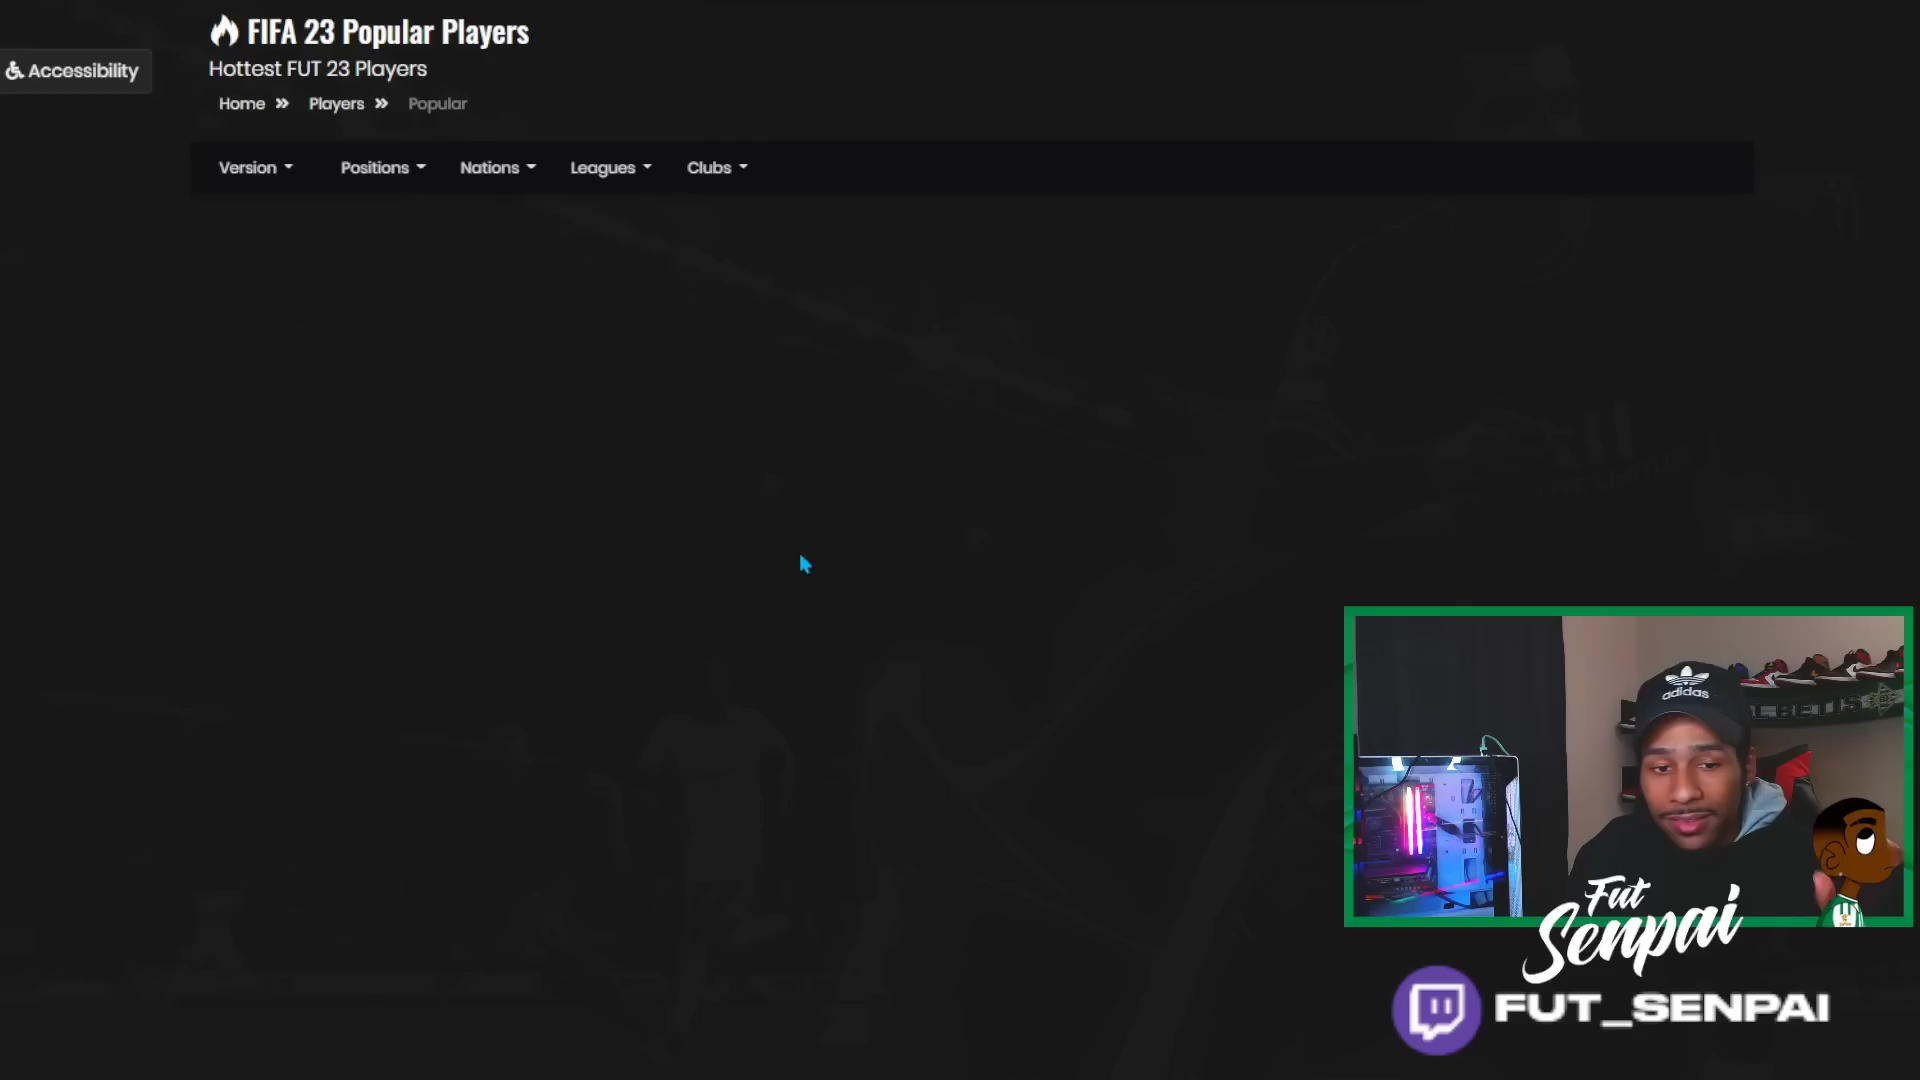 FIFA 23 Popular Players
Accessibility
Hottest FUT 23 Players
Home » Players » Popular
Version Positions Nations Leagues Clubs
adidas
LBETIS
Fut
Senpai
FUT_SENPAI